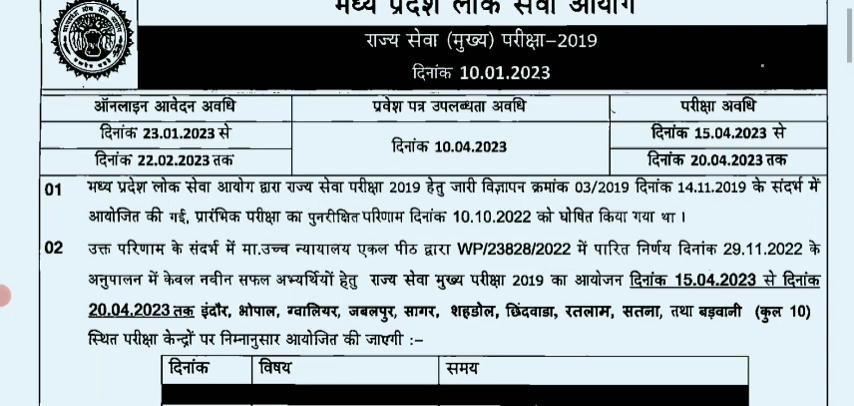 मध्य प्रदेश लोक सेवा आयोग
राज्य सेवा (मुख्य) परीक्षा–2019
दिनांक 10.01.2023
ऑनलाइन आवेदन अवधि प्रवेश पत्र उपलब्धता अवधि परीक्षा अवधि
दिनांक 23.01.2023 से दिनांक 10.04.2023 दिनांक 15.04.2023 से
दिनांक 22.02.2023 तक दिनांक 20.04.2023 तक
01 मध्य प्रदेश लोक सेवा आयोग द्वारा राज्य सेवा परीक्षा 2019 हेतु जारी विज्ञापन क्रमांक 03/2019 दिनांक 14.11.2019 के संदर्भ में
आयोजित की गई, प्रारंभिक परीक्षा का पुनरीक्षित परिणाम दिनांक 10.10.2022 को घोषित किया गया था ।
02 उक्त परिणाम के संदर्भ में मा.उच्च न्यायालय एकल पीठ द्वारा WP/23828/2022 में पारित निर्णय दिनांक 29.11.2022 के
अनुपालन में केवल नवीन सफल अभ्यर्थियों हेतु राज्य सेवा मुख्य परीक्षा 2019 का आयोजन दिनांक 15.04.2023 से दिनांक
20.04.2023 तक इंदौर, भोपाल, ग्वालियर, जबलपुर, सागर, शहडोल, छिंदवाडा, रतलाम, सतना, तथा बड़वानी (कुल 10)
स्थित परीक्षा केन्द्रों पर निम्नानुसार आयोजित की जाएगी :–
दिनांक विषय समय